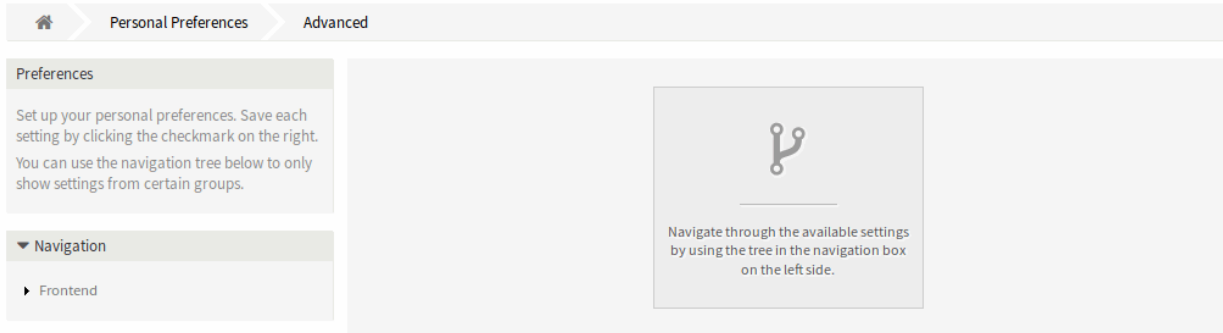 Personal Preferences
Advanced
Preferences
Set up your personal preferences. Save each
setting by clicking the checkmark on the right.
You can use the navigation tree below to only
show settings from certain groups.
Navigation
Frontend
Navigate through the available settings
by using the tree in the navigation box
on the left side.